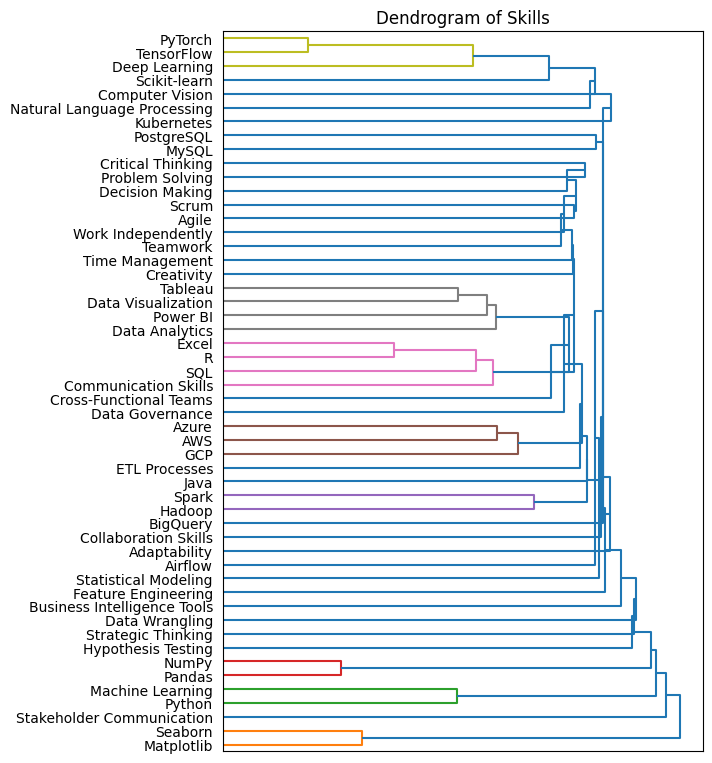 Dendrogram of Skills
PyTorch
TensorFlow
Deep Learning
Scikit-learn
Computer Vision
Natural Language Processing
Kubernetes
PostgreSQL
MySQL
Critical Thinking
Problem Solving
Decision Making
Scrum
Agile
Work Independently
Teamwork
Time Management
Creativity
Tableau
Data Visualization
Power BI
Data Analytics
Excel
R
SQL
Communication Skills
Cross-Functional Teams
Data Governance
Azure
AWS
GCP
ETL Processes
Java
Spark
Hadoop
BigQuery
Collaboration Skills
Adaptability
Airflow
Statistical Modeling
Feature Engineering
Business Intelligence Tools
Data Wrangling
Strategic Thinking
Hypothesis Testing
NumPy
Pandas
Machine Learning
Python
Stakeholder Communication
Seaborn
Matplotlib